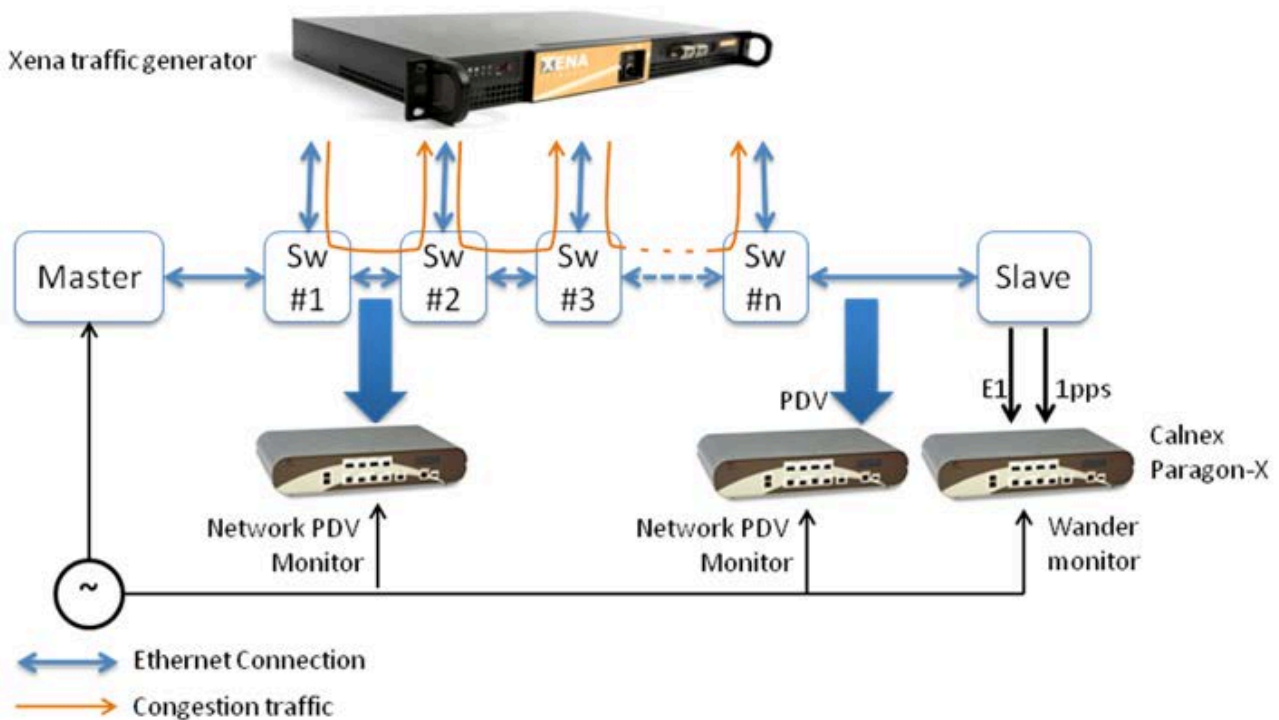 Xena traffic generator
XENA
Master
Sw
#1
Sw
#2
Sw
#3
Sw
#n
Slave
PDV
E1
1pps
Calnex
Paragon-X
Network PDV
Monitor
Network PDV
Monitor
Wander
monitor
~
Ethernet Connection
Congestion traffic